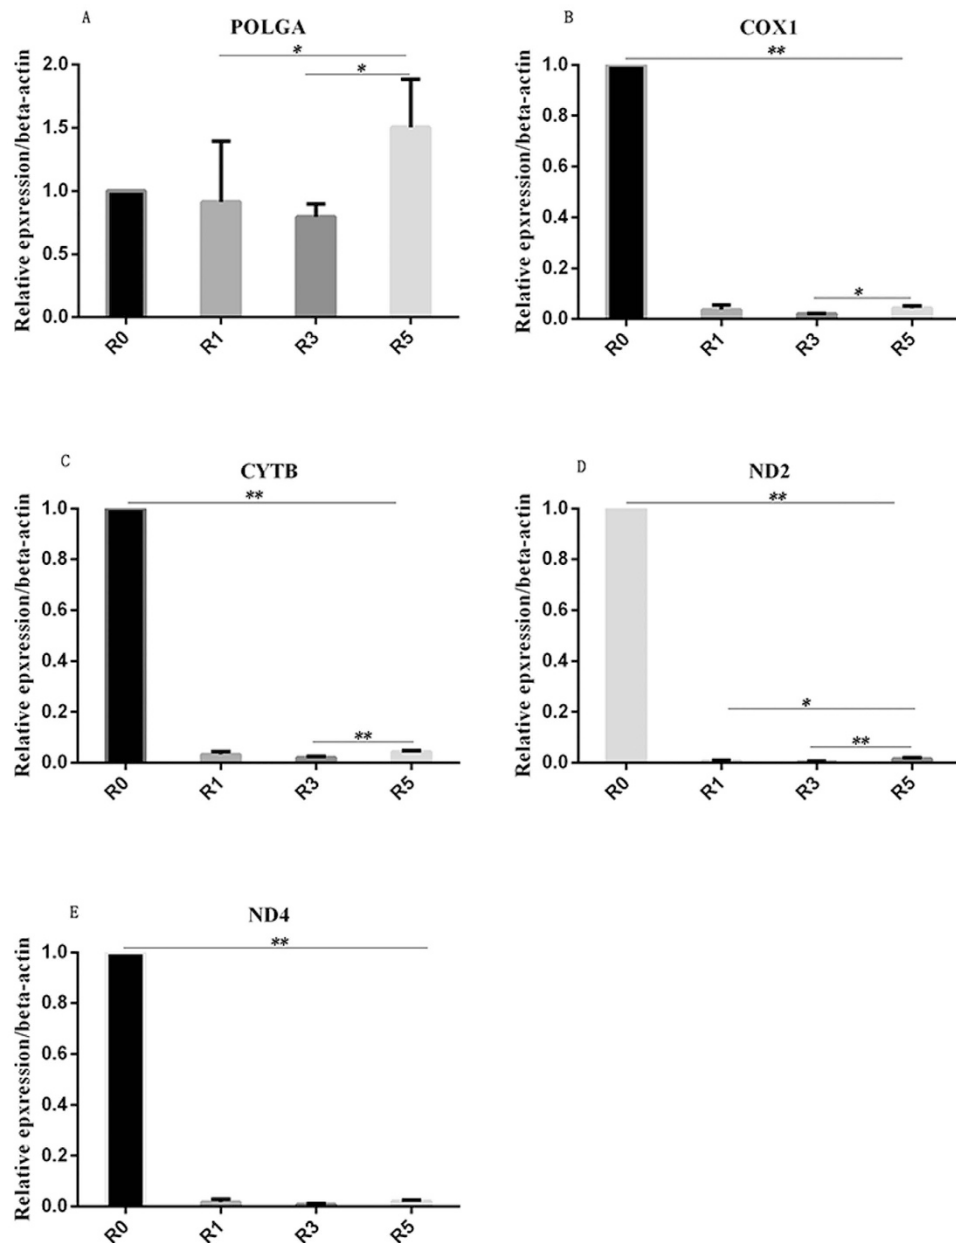 A
POLGA
*
*
Relative epxression/beta-actin
2.0
1.5
1.0
0.5
0.0
R0 R1 R3 R5
B
COX1
**
*
Relative epxression/beta-actin
1.0
0.8
0.6
0.4
0.2
0.0
R0 R1 R3 R5
C
CYTB
**
**
Relative epxression/beta-actin
1.0
0.8
0.6
0.4
0.2
0.0
R0 R1 R3 R5
D
ND2
**
*
**
Relative epxression/beta-actin
1.0
0.8
0.6
0.4
0.2
0.0
R0 R1 R3 R5
E
ND4
**
Relative epxression/beta-actin
1.0
0.8
0.6
0.4
0.2
0.0
R0 R1 R3 R5